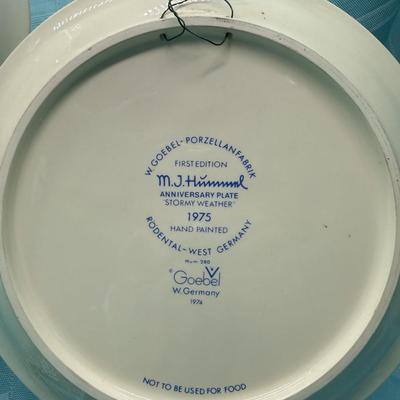 W. GOEBEL-PORZELLANFABRIK
FIRST EDITION
M.J. Hummel
ANNIVERSARY PLATE
"STORMY WEATHER"
1975
HAND PAINTED
RÖDENTAL-WEST GERMANY
Hum 280
© Goebel
W. Germany
1974
NOT TO BE USED FOR FOOD